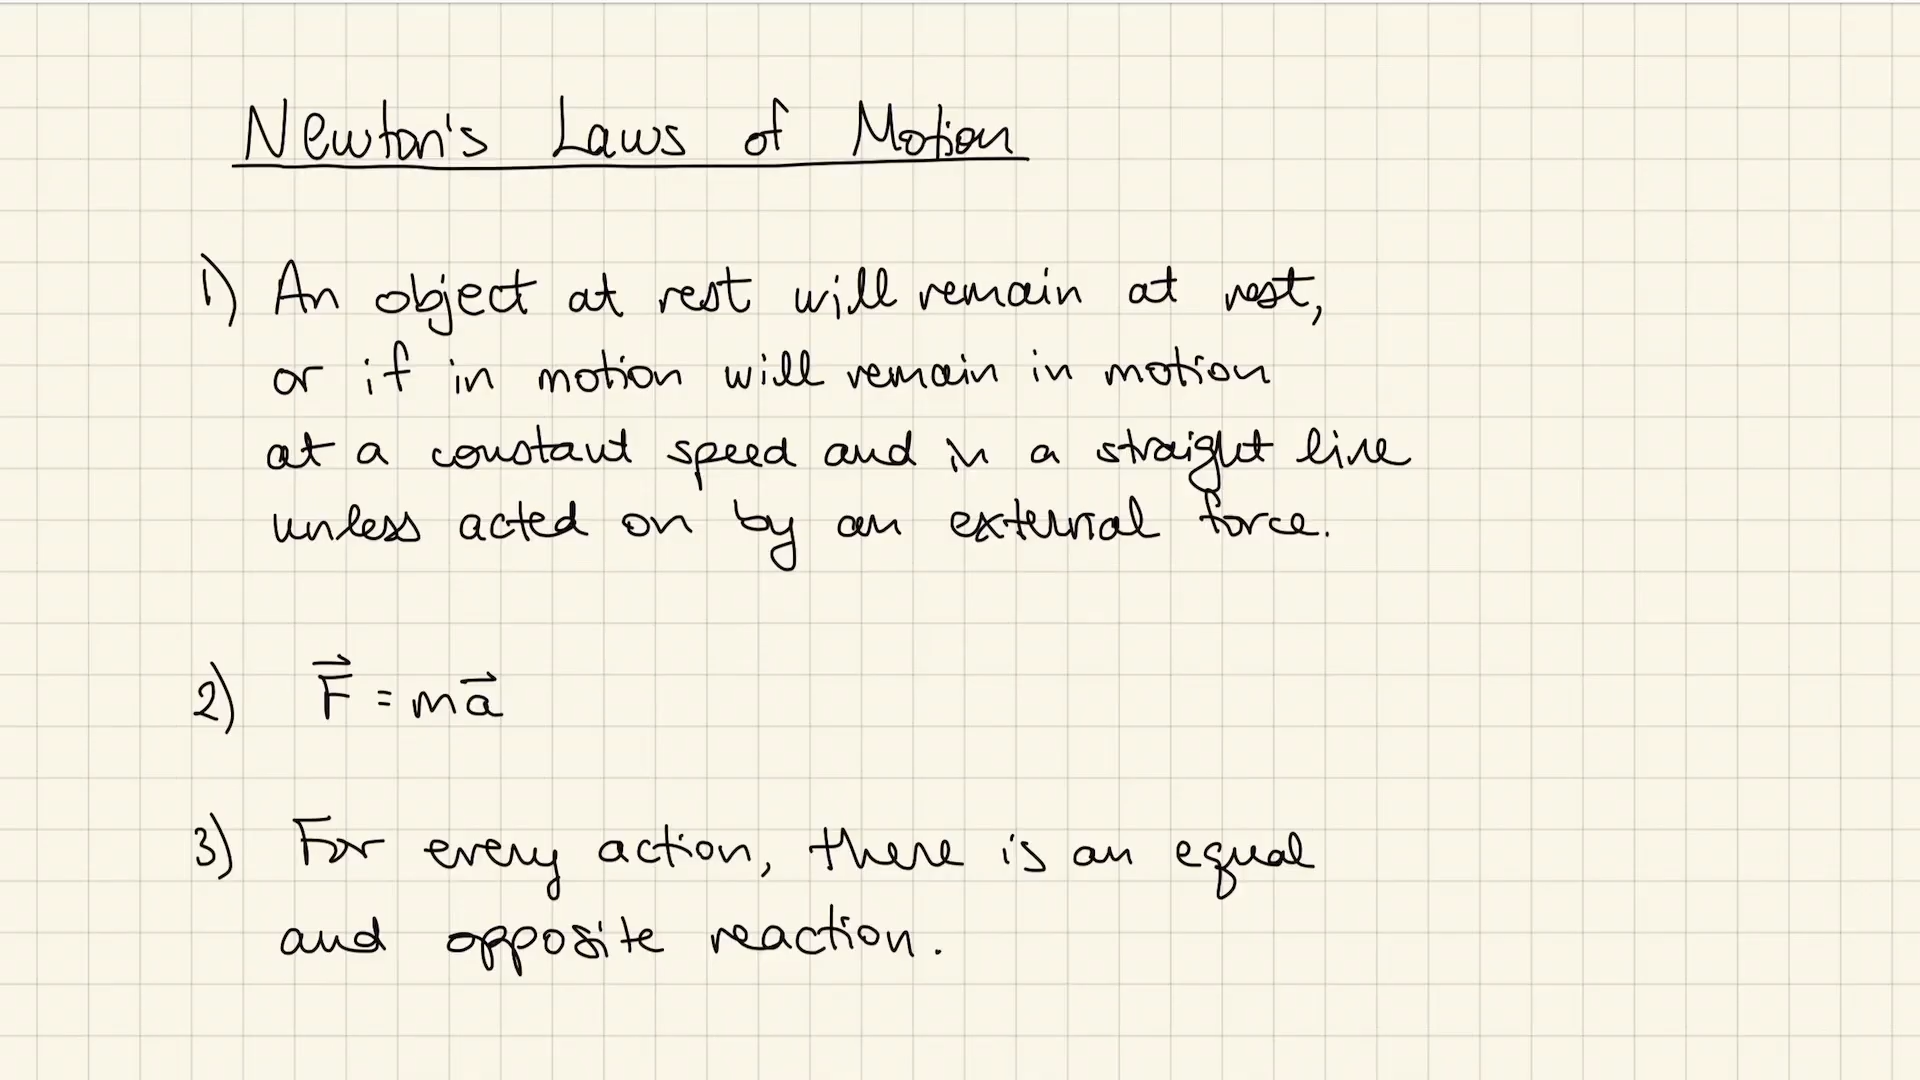 Newton's Laws of Motion
1) An object at rest will remain at rest,
or if in motion will remain in motion
at a constant speed and in a straight line
unless acted on by an external force.
2) F⃗ = ma⃗
3) For every action, there is an equal
and opposite reaction.